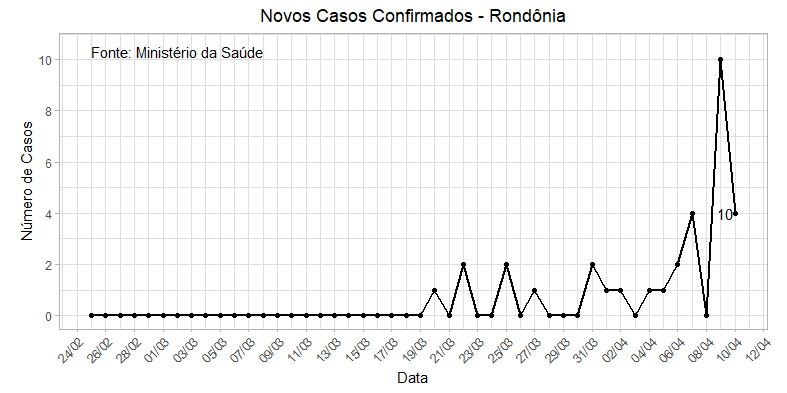 Novos Casos Confirmados - Rondônia
Fonte: Ministério da Saúde
Número de Casos
10
8
6
4
2
0
10
24/02 26/02 28/02 01/03 03/03 05/03 07/03 09/03 11/03 13/03 15/03 17/03 19/03 21/03 23/03 25/03 27/03 29/03 31/03 02/04 04/04 06/04 08/04 10/04 12/04
Data